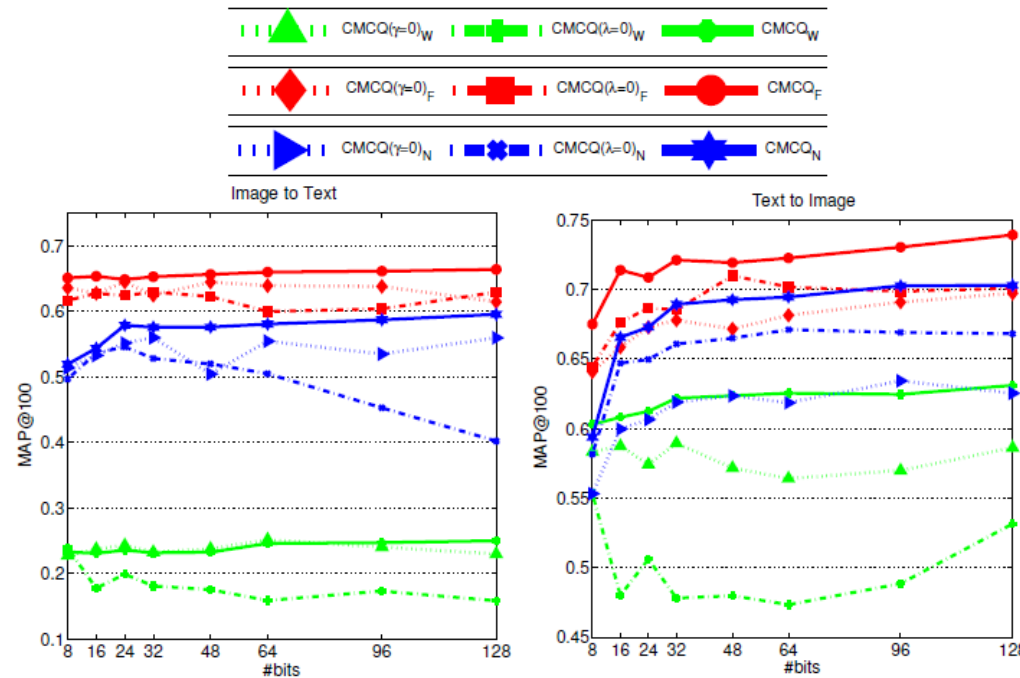 CMCQ(γ=0)W CMCQ(λ=0)W CMCQW
CMCQ(γ=0)F CMCQ(λ=0)F CMCQF
CMCQ(γ=0)N CMCQ(λ=0)N CMCQN
Image to Text
0.7
0.6
0.5
0.4
0.3
0.2
0.1
MAP@100
8 16 24 32 48 64 96 128
#bits
Text to Image
0.75
0.7
0.65
0.6
0.55
0.5
0.45
MAP@100
8 16 24 32 48 64 96 128
#bits